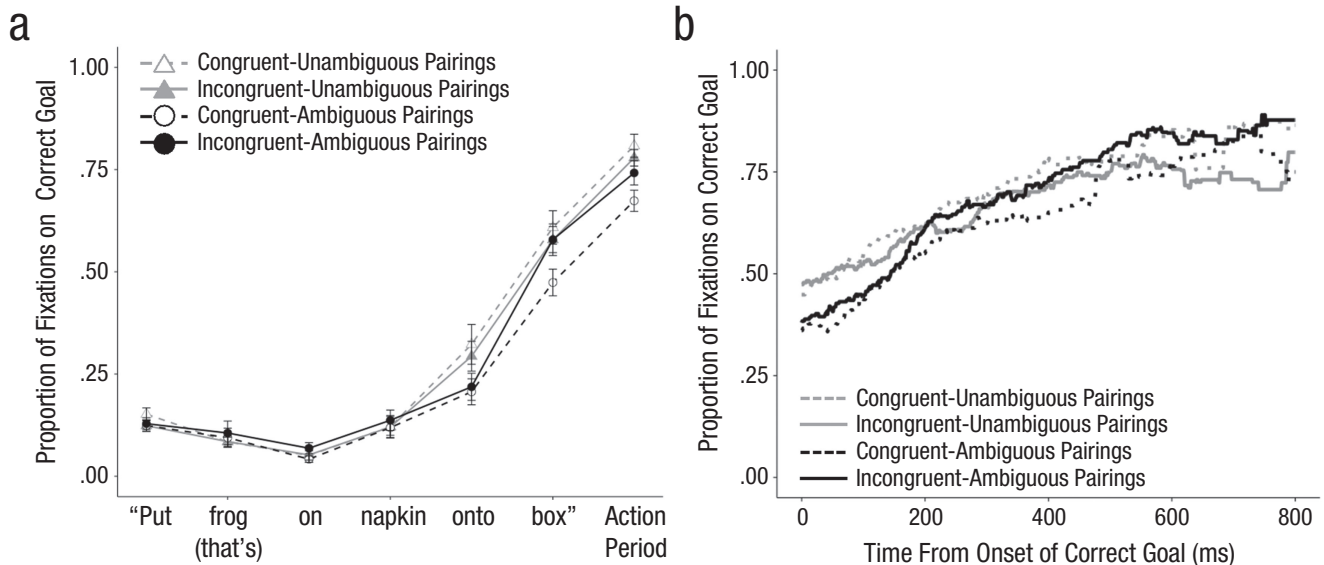 a
Proportion of Fixations on Correct Goal
1.00
.75
.50
.25
.00
Congruent-Unambiguous Pairings
Incongruent-Unambiguous Pairings
Congruent-Ambiguous Pairings
Incongruent-Ambiguous Pairings
“Put frog on napkin onto box” Action
(that’s) Period
b
Proportion of Fixations on Correct Goal
1.00
.75
.50
.25
.00
Congruent-Unambiguous Pairings
Incongruent-Unambiguous Pairings
Congruent-Ambiguous Pairings
Incongruent-Ambiguous Pairings
0 200 400 600 800
Time From Onset of Correct Goal (ms)